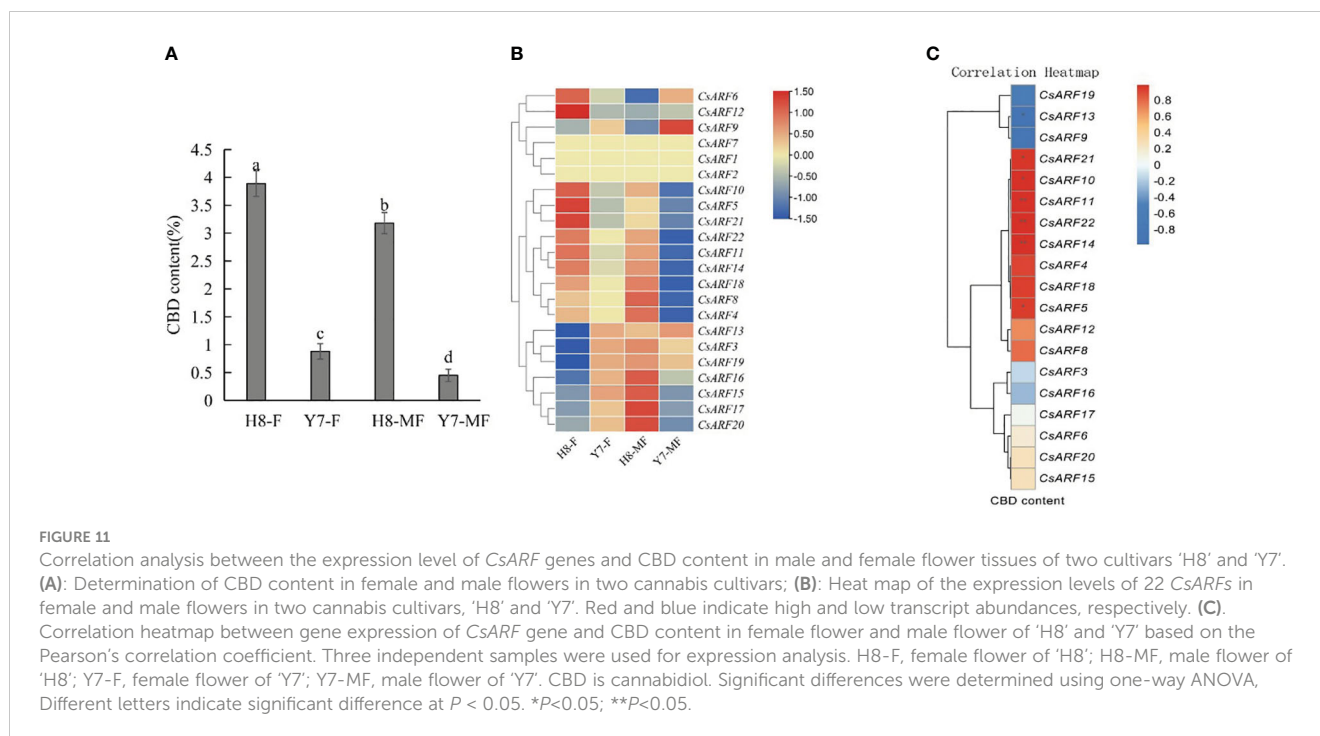 A
CBD content(%)
4.5
4
3.5
3
2.5
2
1.5
1
0.5
0
a
c
b
d
H8-F
Y7-F
H8-MF
Y7-MF
B
CsARF6
CsARF12
CsARF9
CsARF7
CsARF1
CsARF2
CsARF10
CsARF5
CsARF21
CsARF22
CsARF11
CsARF14
CsARF18
CsARF8
CsARF4
CsARF13
CsARF3
CsARF19
CsARF16
CsARF15
CsARF17
CsARF20
H8-F
Y7-F
H8-MF
Y7-MF
1.50
1.00
0.50
0.00
-0.50
-1.00
-1.50
C
Correlation Heatmap
CsARF19
CsARF13
CsARF9
CsARF21
CsARF10
CsARF11
CsARF22
CsARF14
CsARF4
CsARF18
CsARF5
CsARF12
CsARF8
CsARF3
CsARF16
CsARF17
CsARF6
CsARF20
CsARF15
CBD content
0.8
0.6
0.4
0.2
0
-0.2
-0.4
-0.6
-0.8
FIGURE 11
Correlation analysis between the expression level of CsARF genes and CBD content in male and female flower tissues of two cultivars ‘H8’ and ‘Y7’.
(A): Determination of CBD content in female and male flowers in two cannabis cultivars; (B): Heat map of the expression levels of 22 CsARFs in
female and male flowers in two cannabis cultivars, ‘H8’ and ‘Y7’. Red and blue indicate high and low transcript abundances, respectively. (C).
Correlation heatmap between gene expression of CsARF gene and CBD content in female flower and male flower of ‘H8’ and ‘Y7’ based on the
Pearson’s correlation coefficient. Three independent samples were used for expression analysis. H8-F, female flower of ‘H8’; H8-MF, male flower of
‘H8’; Y7-F, female flower of ‘Y7’; Y7-MF, male flower of ‘Y7’. CBD is cannabidiol. Significant differences were determined using one-way ANOVA,
Different letters indicate significant difference at P < 0.05. *P<0.05; **P<0.05.